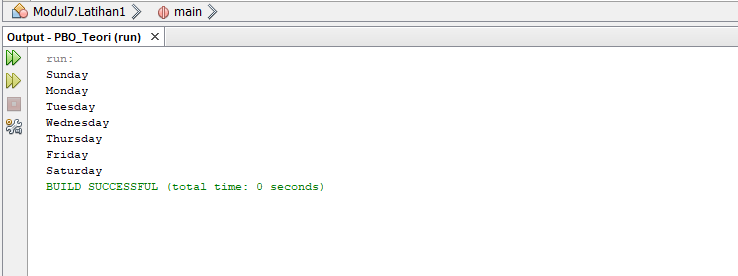 Modul7.Latihan1 main
Output - PBO_Teori (run)
run:
Sunday
Monday
Tuesday
Wednesday
Thursday
Friday
Saturday
BUILD SUCCESSFUL (total time: 0 seconds)